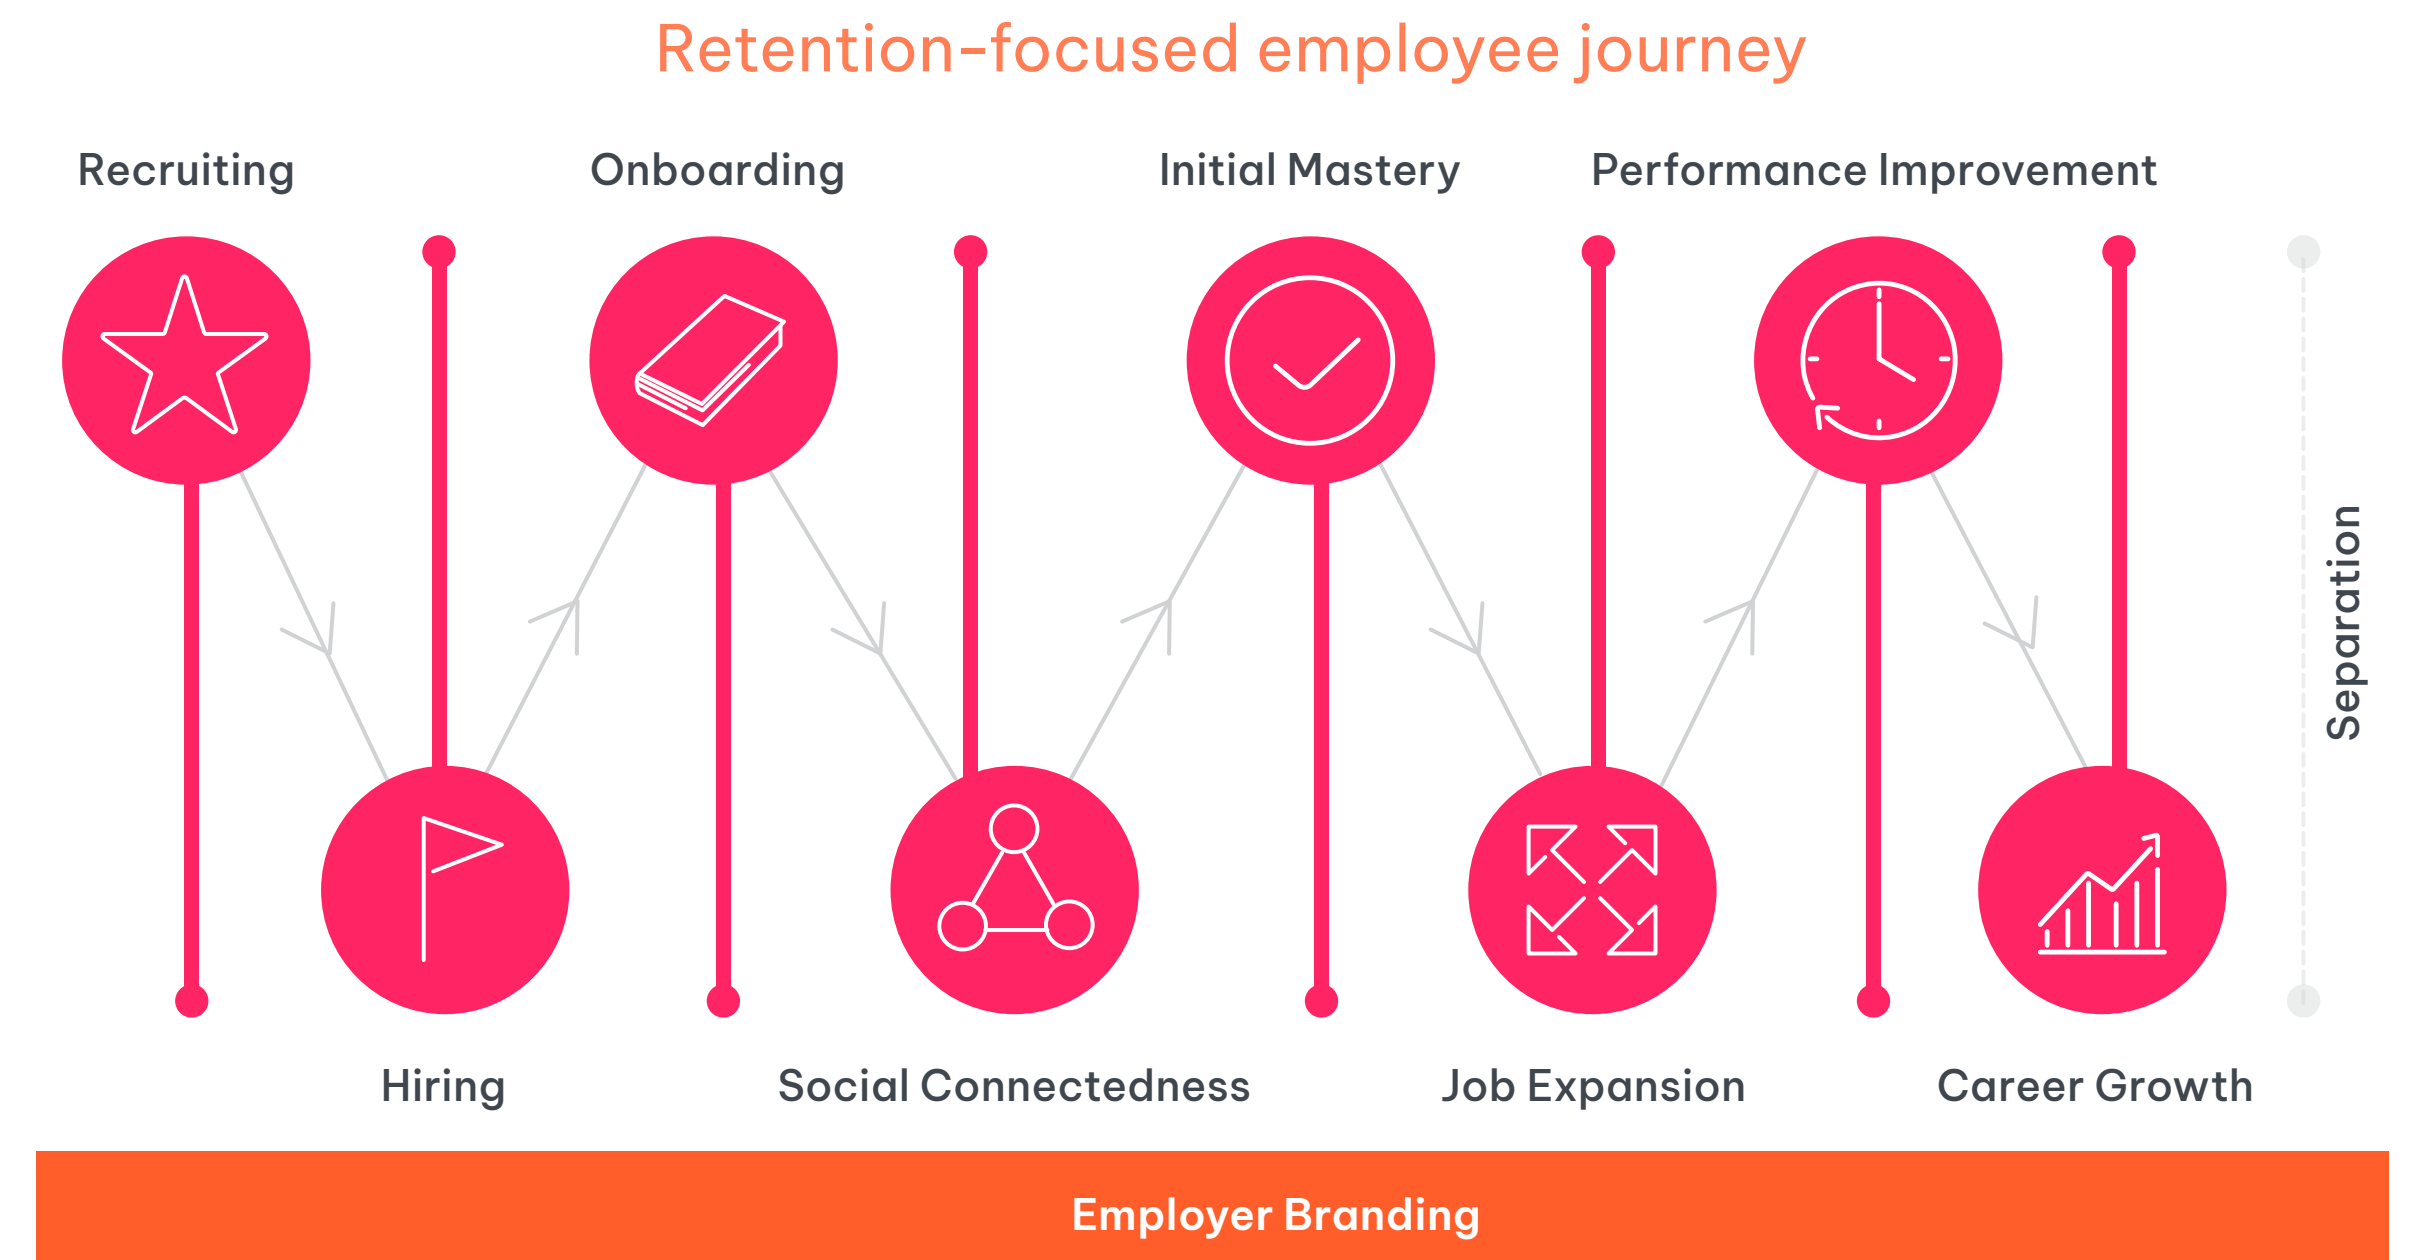 Retention-focused employee journey
Recruiting
Onboarding
Initial Mastery
Performance Improvement
Separation
Hiring
Social Connectedness
Job Expansion
Career Growth
Employer Branding